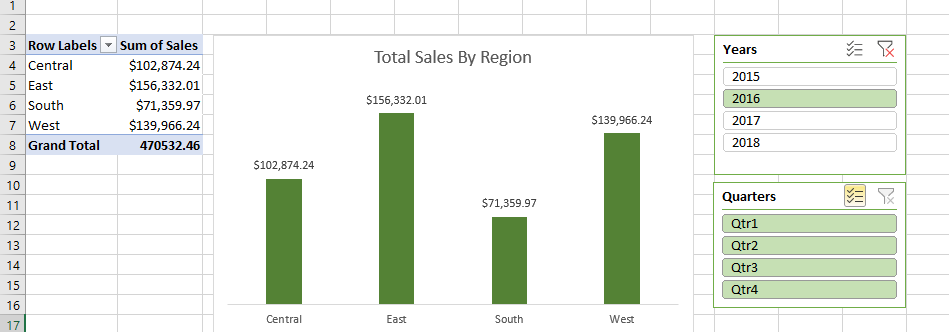 1
2
3 Row Labels Sum of Sales
4 Central $102,874.24
5 East $156,332.01
6 South $71,359.97
7 West $139,966.24
8 Grand Total 470532.46
9
10
11
12
13
14
15
16
17
Total Sales By Region
$156,332.01
$139,966.24
$102,874.24
$71,359.97
Central East South West
Years
2015
2016
2017
2018
Quarters
Qtr1
Qtr2
Qtr3
Qtr4